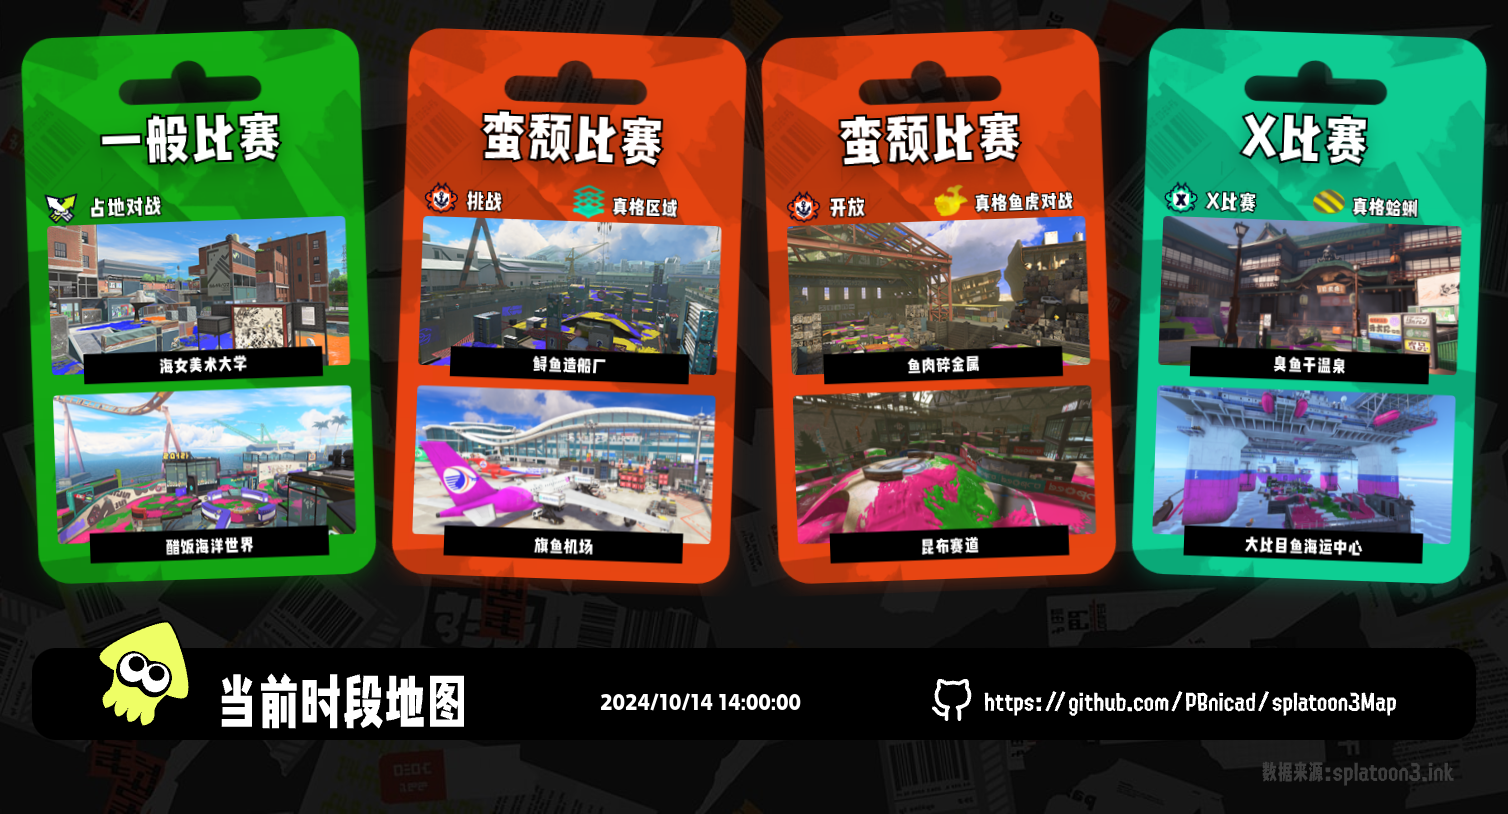 一般比赛
占地对战
海女美术大学
醋饭海洋世界
蛮颓比赛
挑战
真格区域
鲟鱼造船厂
旗鱼机场
蛮颓比赛
开放
真格鱼虎对战
鱼肉碎金属
昆布赛道
X比赛
X比赛
真格蛤蜊
臭鱼干温泉
大比目鱼海运中心
当前时段地图
2024/10/14 14:00:00
https://github.com/PBnicad/splatoon3Map
数据来源:splatoon3.ink